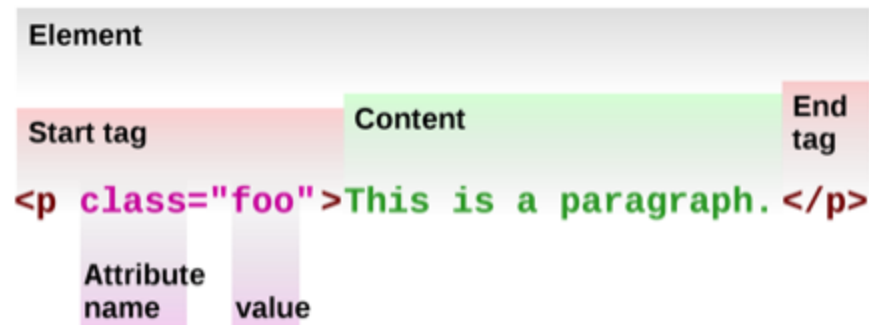 Element
Start tag
Content
End
tag
<p class="foo">This is a paragraph.</p>
Attribute
name
value